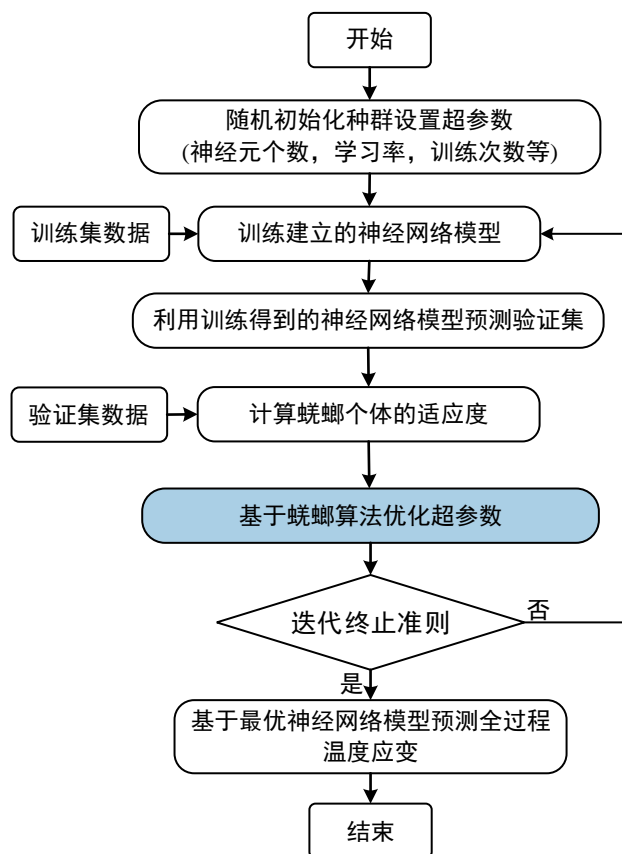 开始
随机初始化种群设置超参数
(神经元个数，学习率，训练次数等)
训练集数据
训练建立的神经网络模型
利用训练得到的神经网络模型预测验证集
验证集数据
计算蜣螂个体的适应度
基于蜣螂算法优化超参数
迭代终止准则
否
是
基于最优神经网络模型预测全过程
温度应变
结束